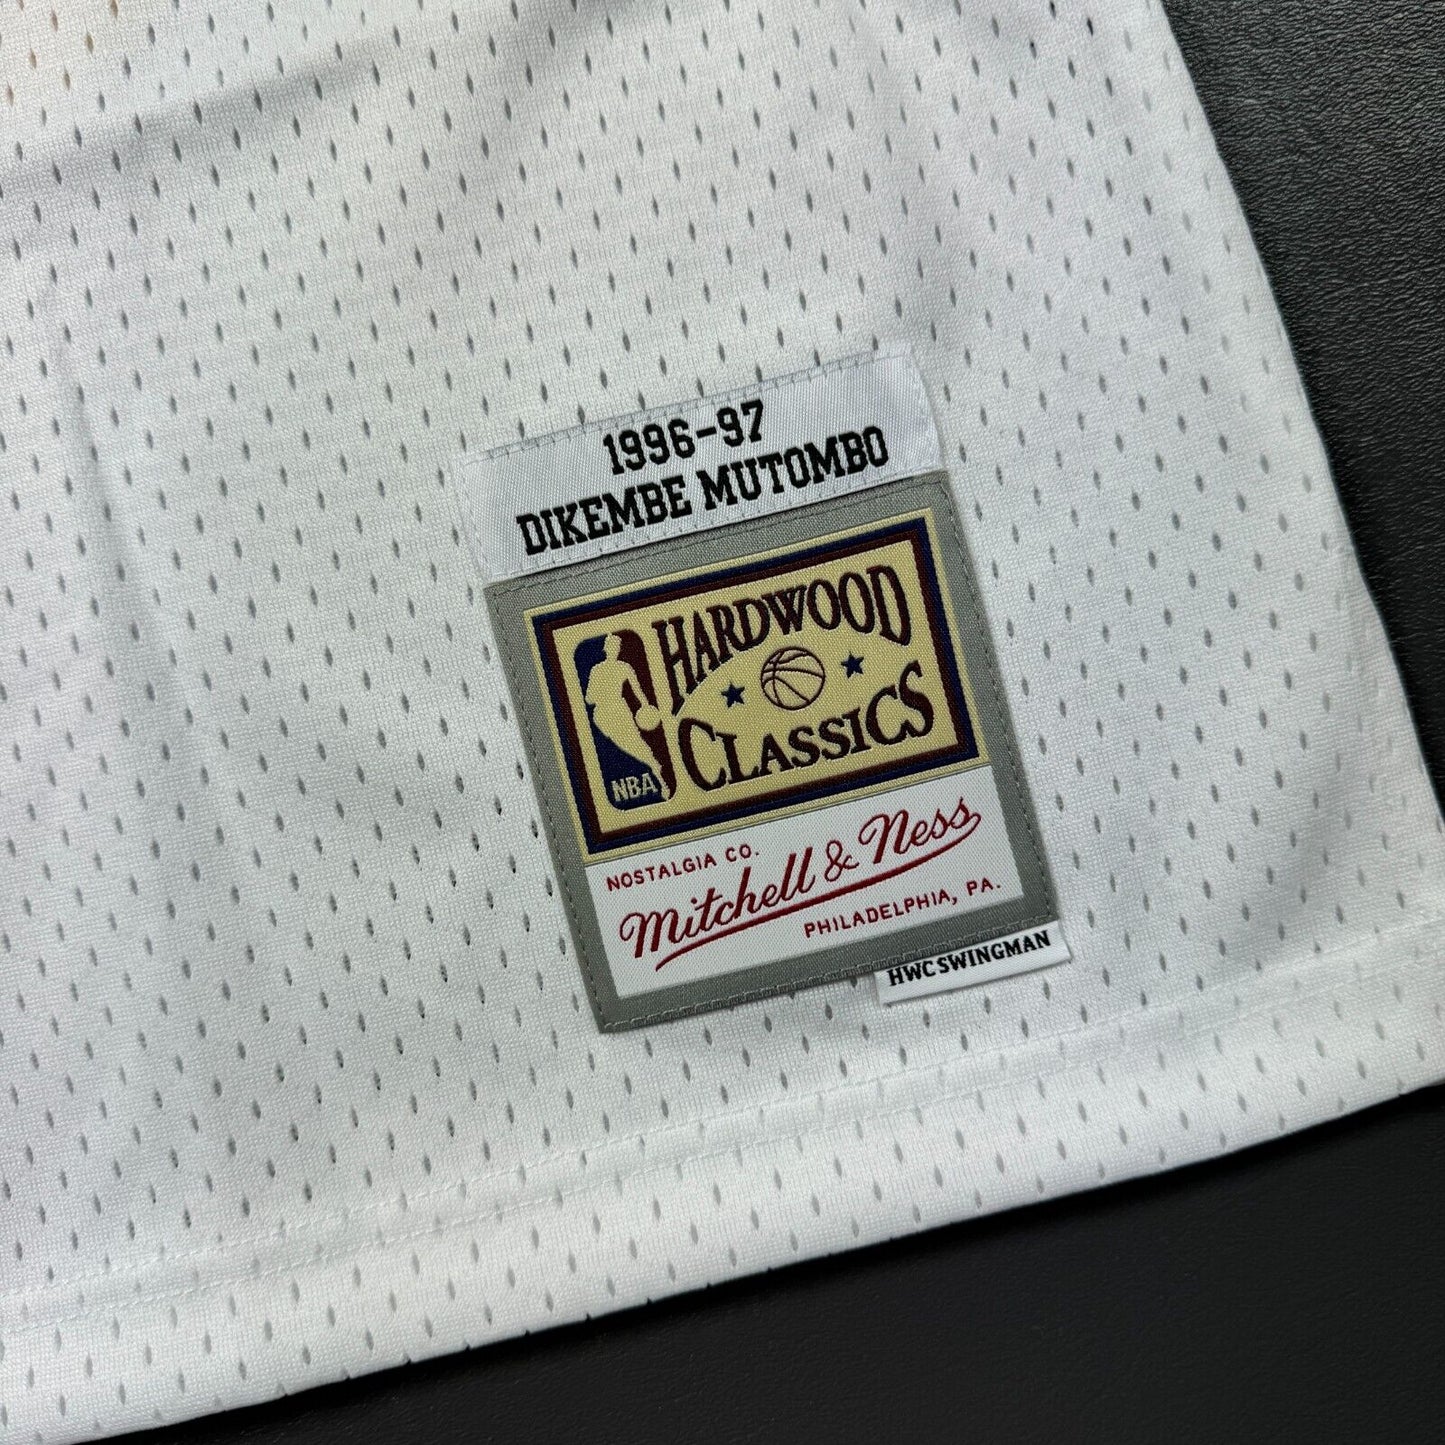 1996-97
DIKEMBE MUTOMBO
HARDWOOD
CLASSICS
NBA
NOSTALGIA CO.
Mitchell & Ness
PHILADELPHIA, PA.
HWC SWINGMAN